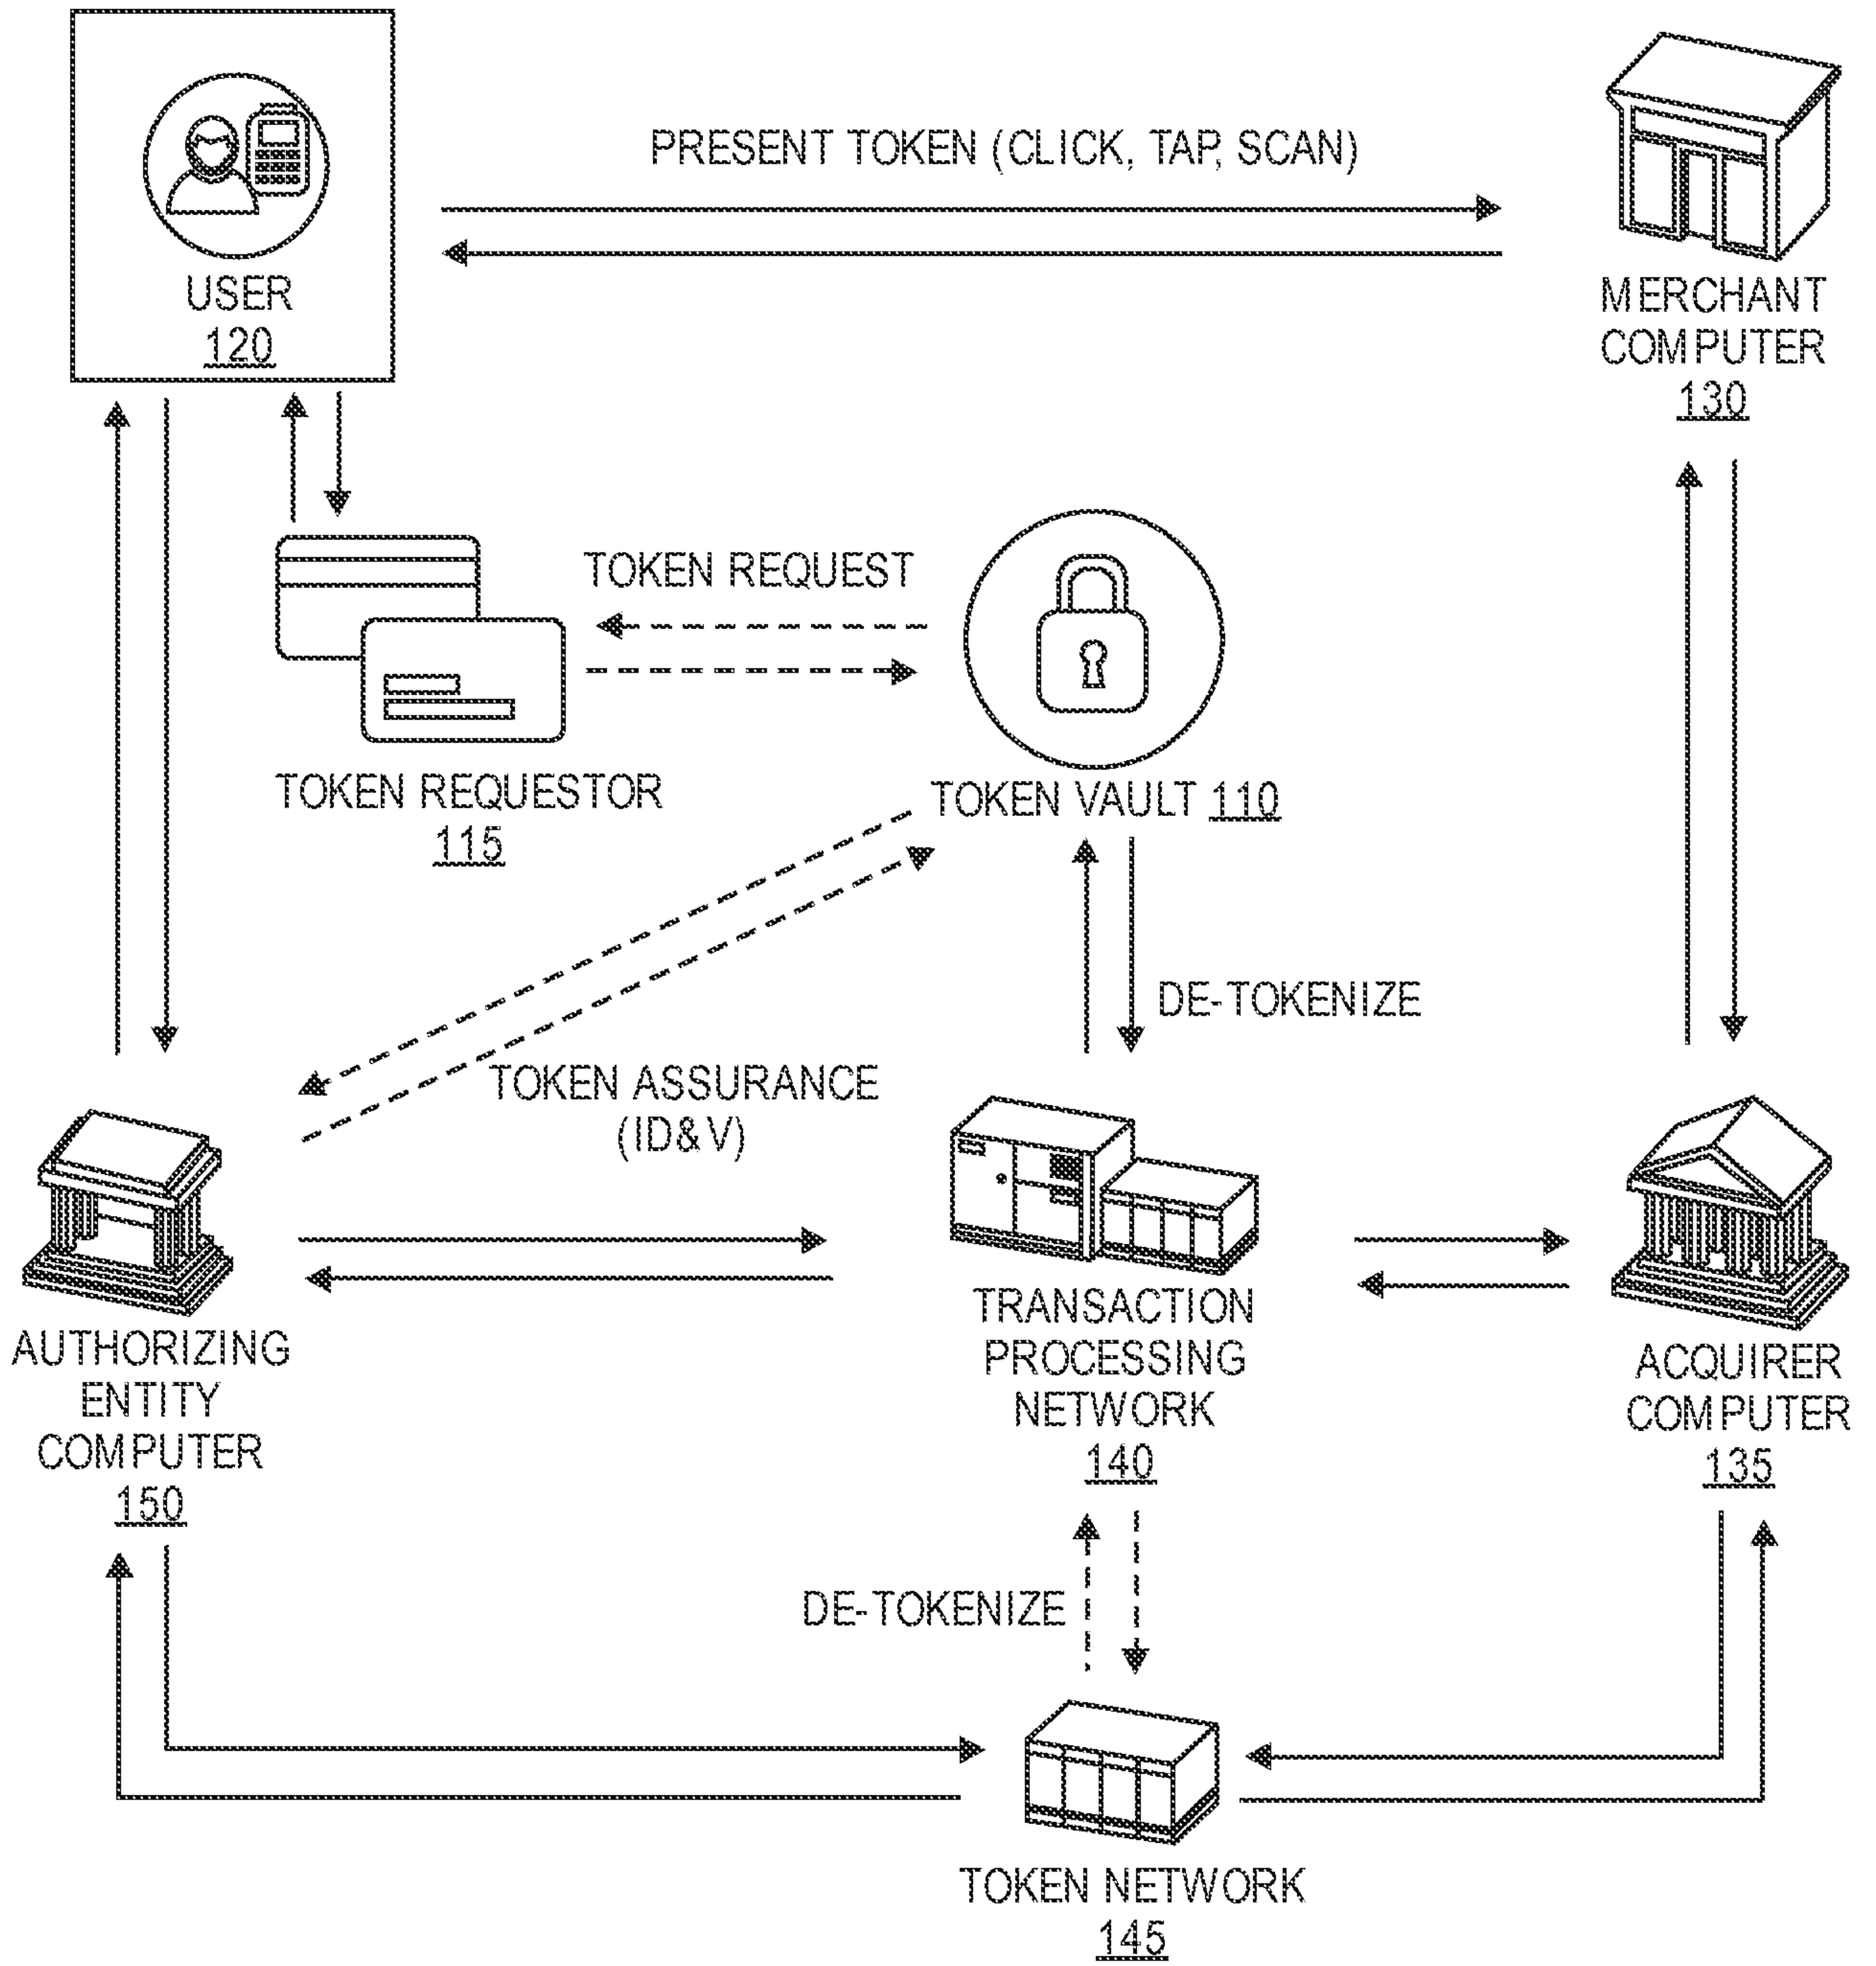 PRESENT TOKEN (CLICK, TAP, SCAN)
USER
120
MERCHANT
COMPUTER
130
TOKEN REQUEST
TOKEN REQUESTOR
115
TOKEN VAULT 110
DE-TOKENIZE
TOKEN ASSURANCE
(ID&V)
AUTHORIZING
ENTITY
COMPUTER
150
TRANSACTION
PROCESSING
NETWORK
140
ACQUIRER
COMPUTER
135
DE-TOKENIZE
TOKEN NETWORK
145